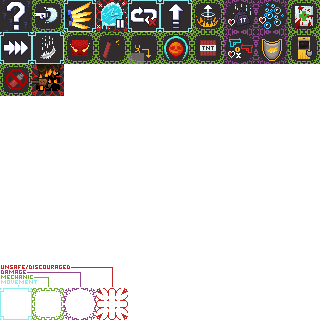 ?
TNT
UNSAFE/DISCOURAGED
DAMAGE
MECHANIC
MOVEMENT